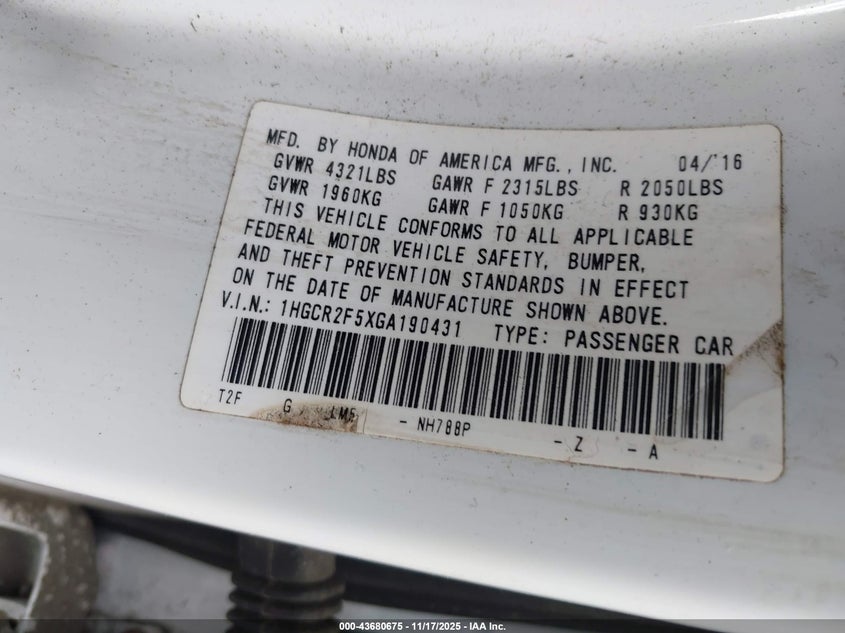 MFD. BY HONDA OF AMERICA MFG., INC. 04/16
GVWR 4321LBS GAWR F 2315LBS R 2050LBS
GVWR 1960KG GAWR F 1050KG R 930KG
THIS VEHICLE CONFORMS TO ALL APPLICABLE
FEDERAL MOTOR VEHICLE SAFETY, BUMPER,
AND THEFT PREVENTION STANDARDS IN EFFECT
ON THE DATE OF MANUFACTURE SHOWN ABOVE.
V.I.N.: 1HGCR2F5XGA190431 TYPE: PASSENGER CAR
T2F G LM5 - NH788P - Z - A
000-43680675 - 11/17/2025 - IAA Inc.